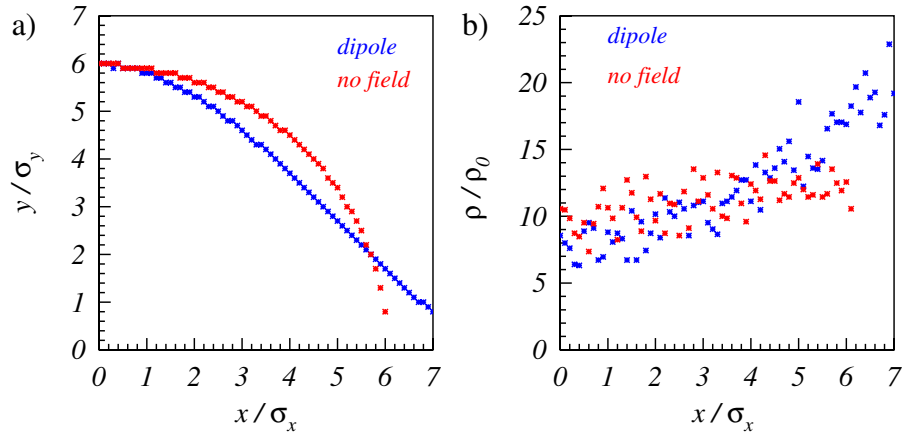 a)
7
6
5
4
3
2
1
0
y / σy
dipole
no field
0 1 2 3 4 5 6 7
x / σx
b)
25
20
15
10
5
0
ρ / ρ0
dipole
no field
0 1 2 3 4 5 6 7
x / σx